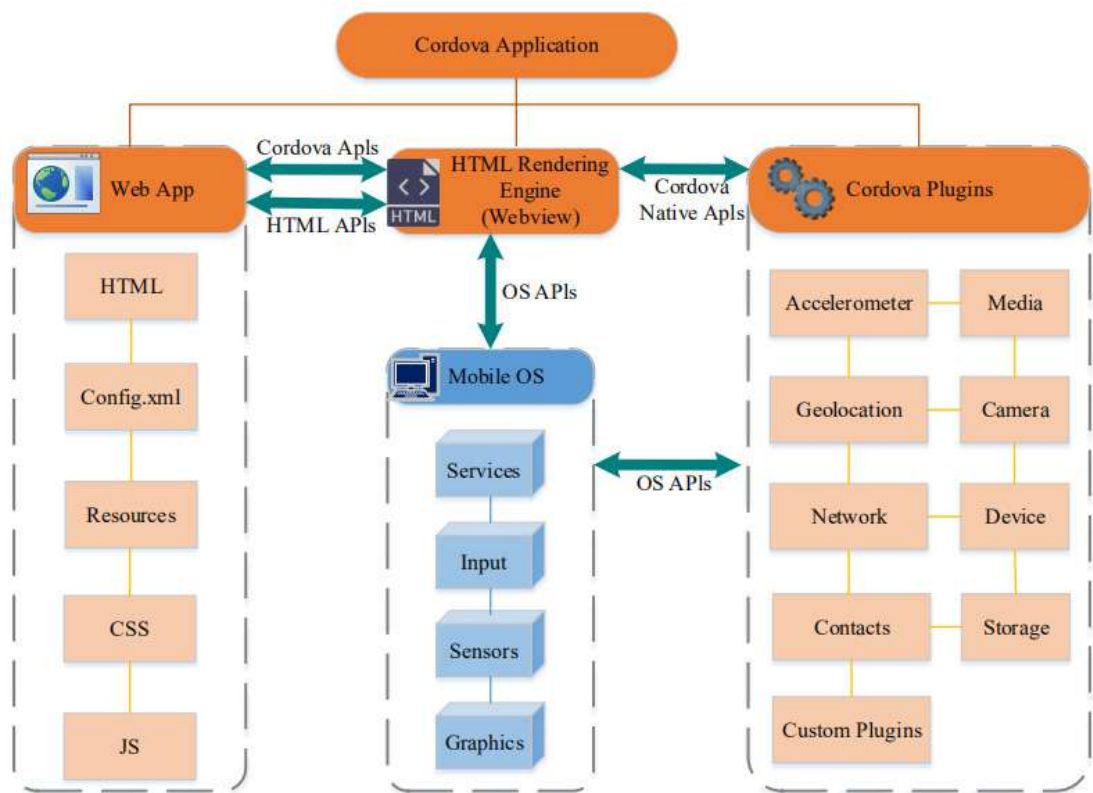 Cordova Application
Web App
Cordova Apls
HTML APls
HTML
HTML Rendering
Engine
(Webview)
Cordova
Native Apls
Cordova Plugins
OS APls
HTML
Config.xml
Resources
CSS
JS
Mobile OS
Services
Input
Sensors
Graphics
OS APls
Accelerometer
Media
Geolocation
Camera
Network
Device
Contacts
Storage
Custom Plugins